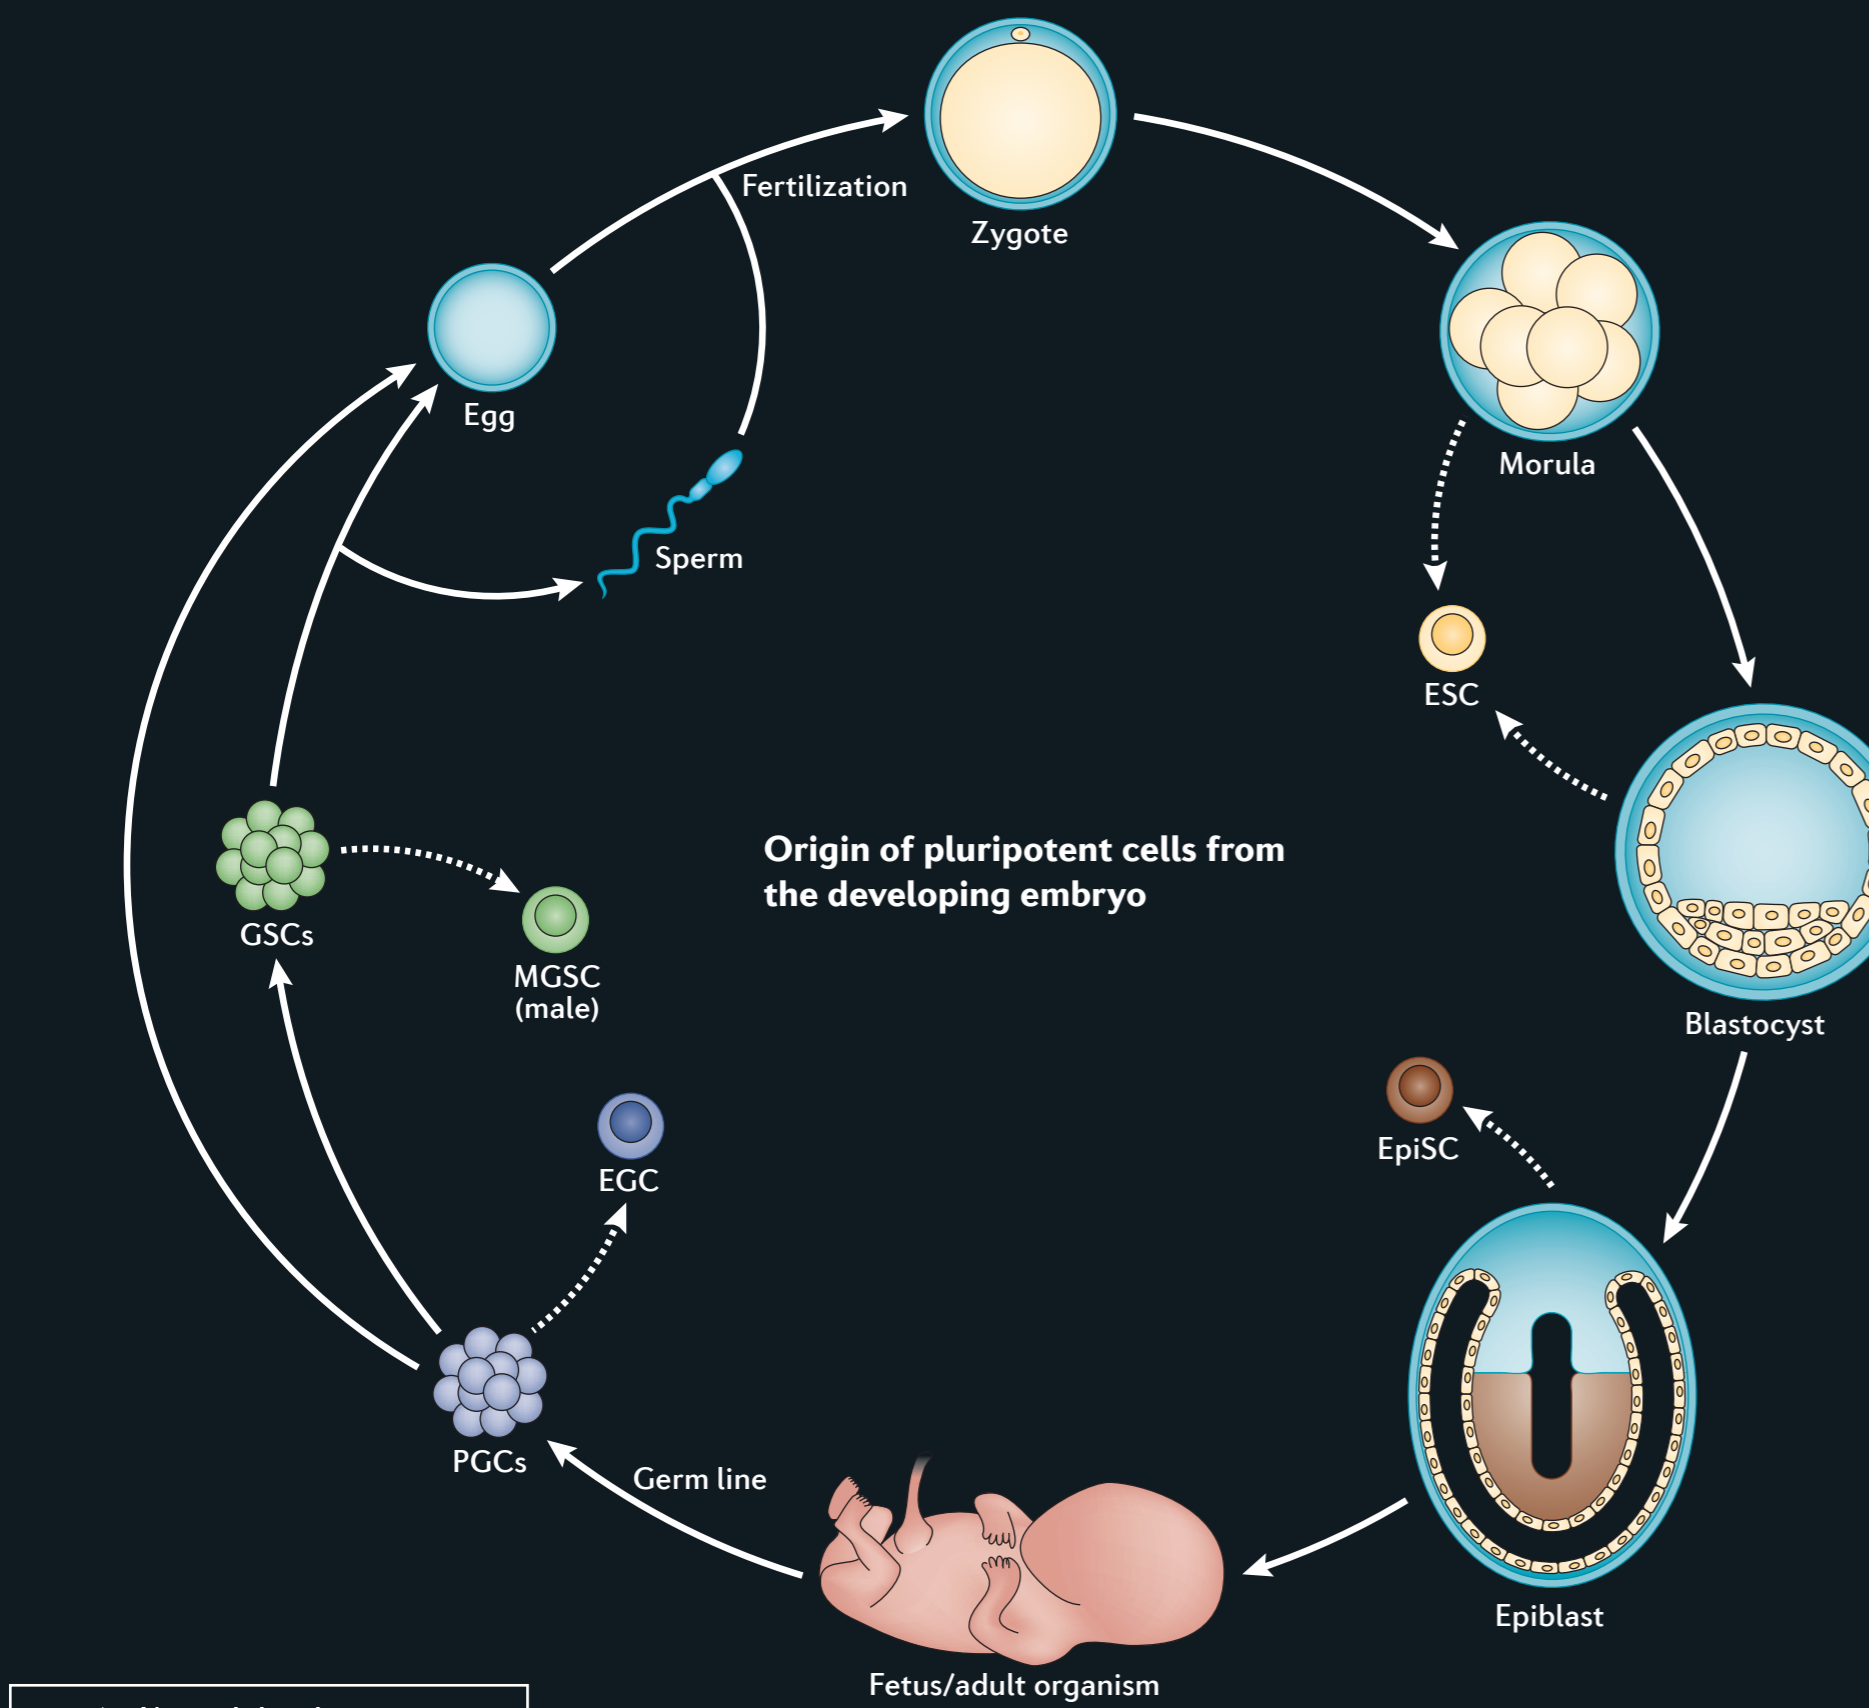 Fertilization
Zygote
Egg
Morula
Sperm
ESC
Origin of pluripotent cells from
the developing embryo
GSCs
MGSC
(male)
Blastocyst
EpiSC
EGC
PGCs
Germ line
Epiblast
Fetus/adult organism